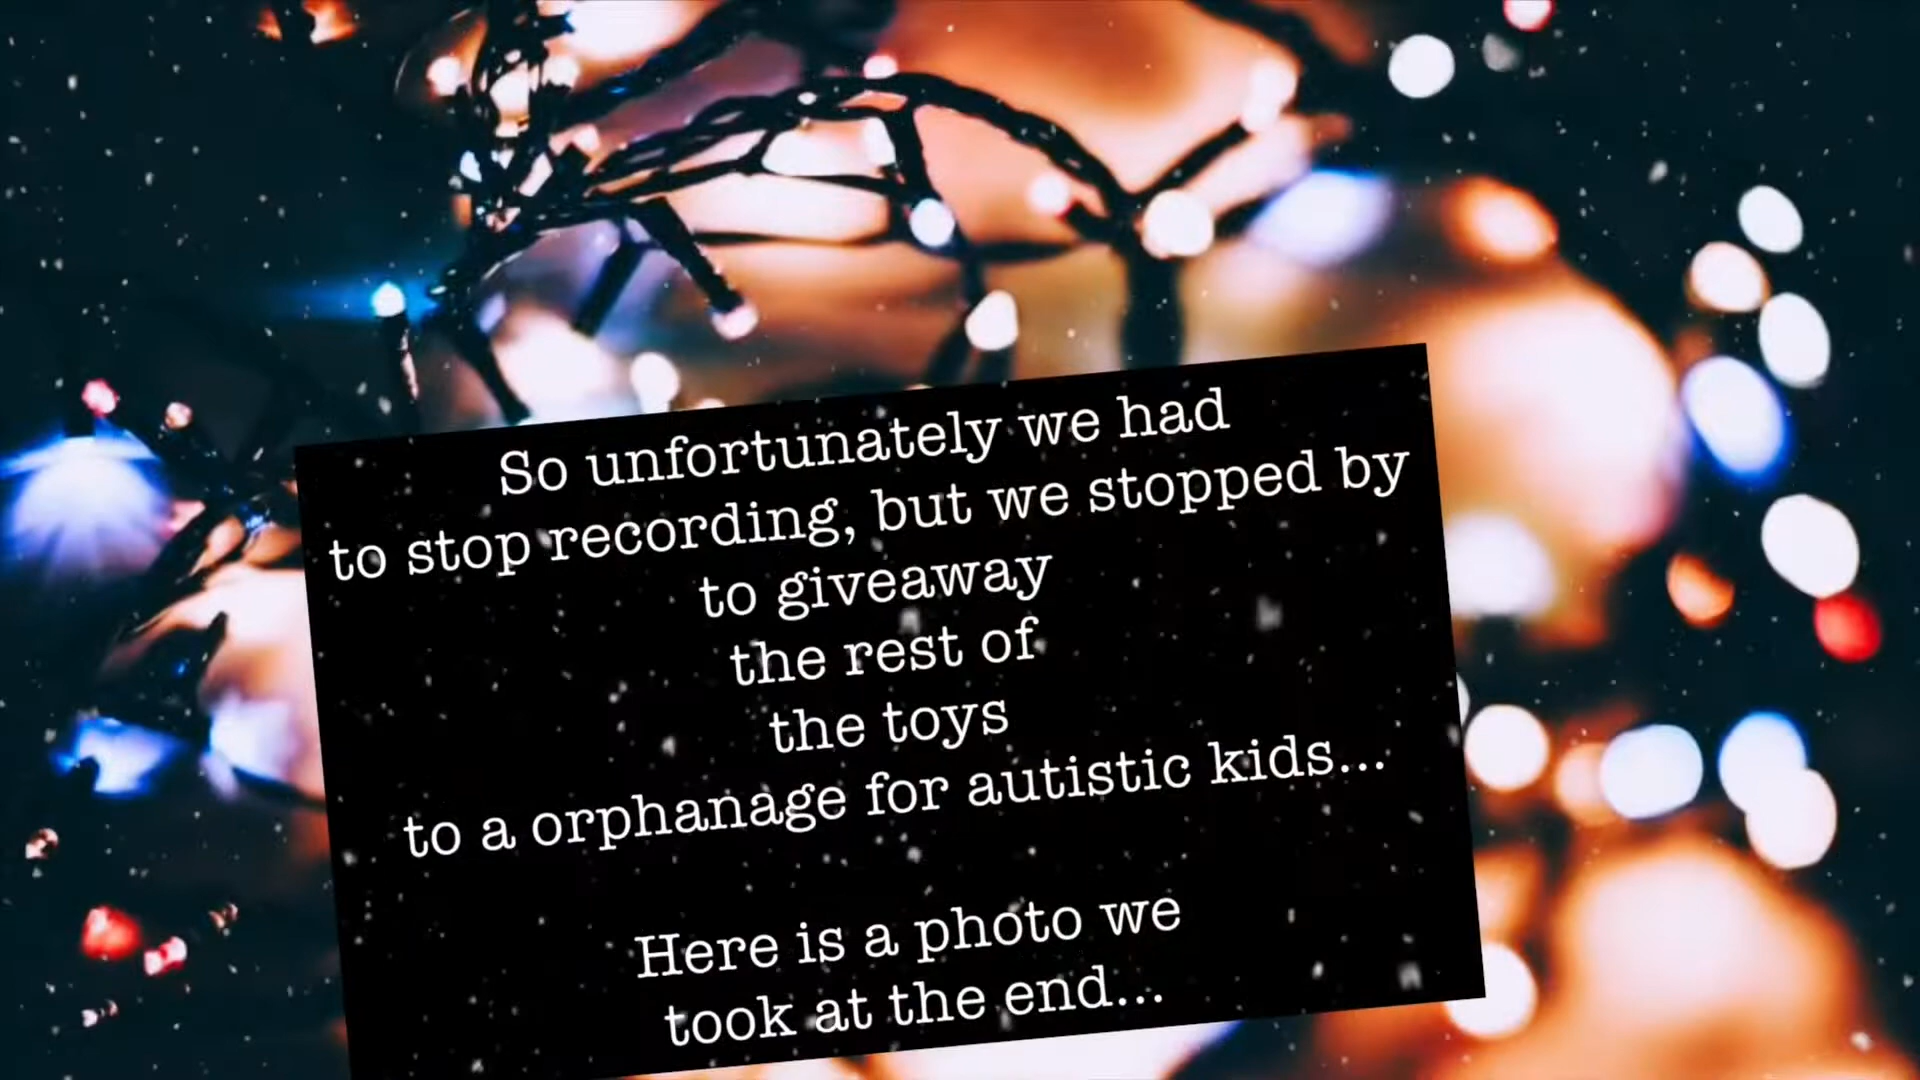 So unfortunately we had
to stop recording, but we stopped by
to giveaway
the rest of
the toys
to a orphanage for autistic kids...
Here is a photo we
took at the end...